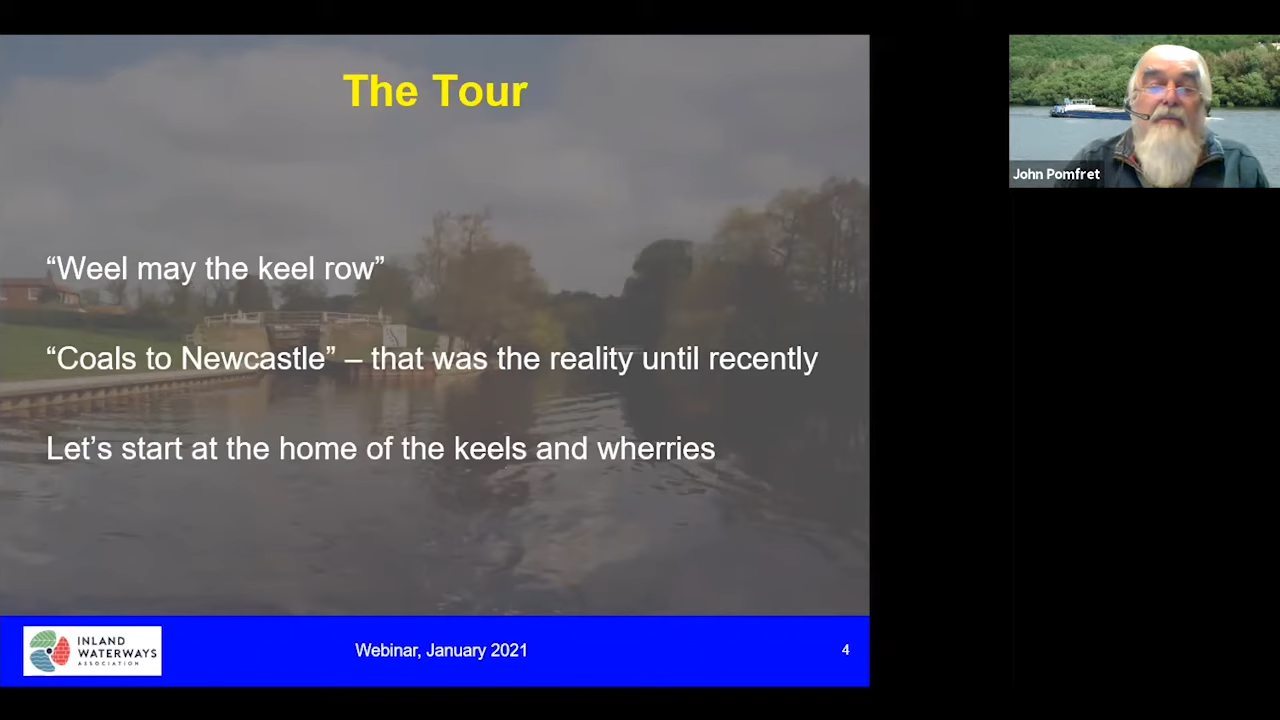 The Tour
“Weel may the keel row”
“Coals to Newcastle” – that was the reality until recently
Let’s start at the home of the keels and wherries
INLAND
WATERWAYS
ASSOCIATION
Webinar, January 2021
4
John Pomfret